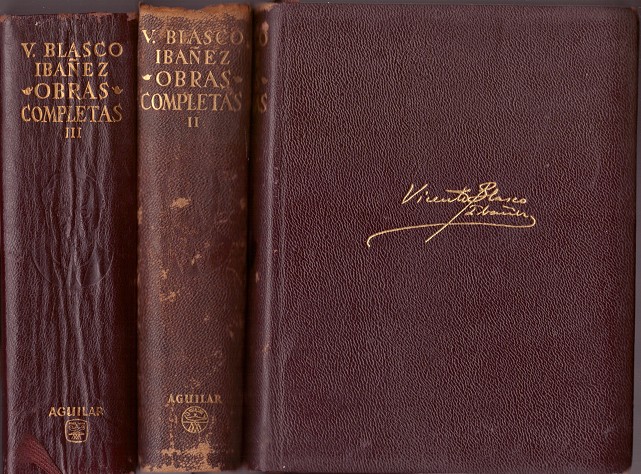 V. BLASCO
IBAÑEZ
OBRAS
COMPLETAS
III
AGUILAR
V. BLASCO
IBAÑEZ
OBRAS
COMPLETAS
II
AGUILAR
Vicente Blasco
Ibañez